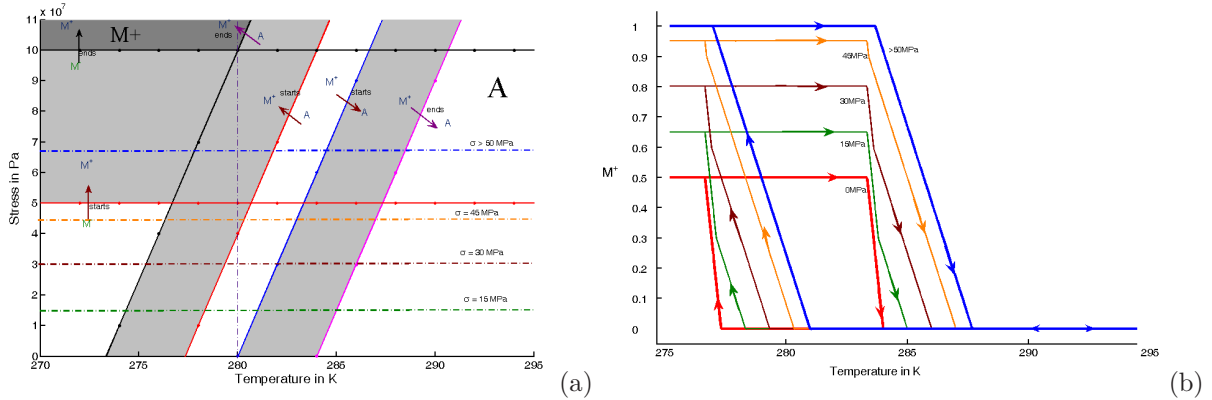 x 10⁷
11
10
9
8
7
6
5
4
3
2
1
0
Stress in Pa
270
275
280
285
290
295
Temperature in K
M+
A
M⁺
ends
M
M⁺
ends
A
M⁺
starts
A
M⁺
starts
A
M⁺
ends
A
M⁺
starts
M
σ > 50 MPa
σ = 45 MPa
σ = 30 MPa
σ = 15 MPa
(a)
1
0.9
0.8
0.7
0.6
0.5
0.4
0.3
0.2
0.1
0
M⁺
275
280
285
290
295
Temperature in K
>50MPa
45MPa
30MPa
15MPa
0MPa
(b)